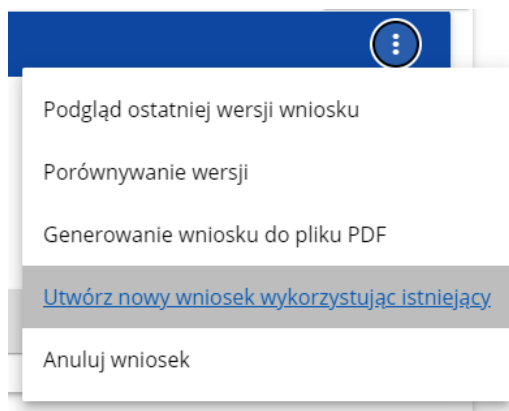 Podgląd ostatniej wersji wniosku
Porównywanie wersji
Generowanie wniosku do pliku PDF
Utwórz nowy wniosek wykorzystując istniejący
Anuluj wniosek